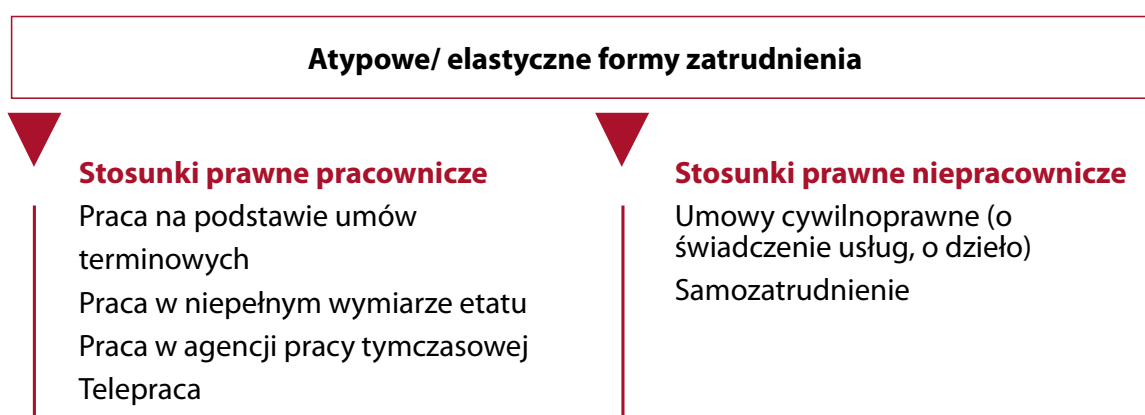 Atypowe/ elastyczne formy zatrudnienia
Stosunki prawne pracownicze
Praca na podstawie umów
terminowych
Praca w niepełnym wymiarze etatu
Praca w agencji pracy tymczasowej
Telepraca
Stosunki prawne niepracownicze
Umowy cywilnoprawne (o
świadczenie usług, o dzieło)
Samozatrudnienie